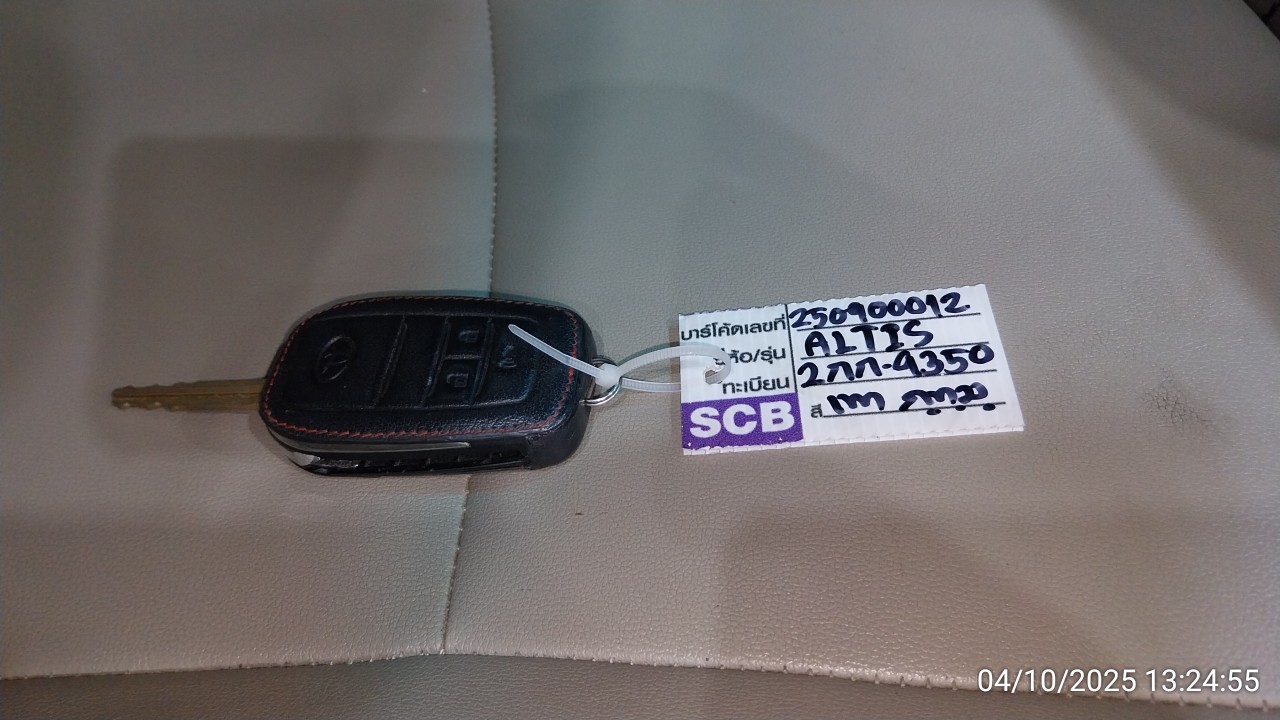 บาร์โค้ดเลขที่ 250900012
ยี่ห้อ/รุ่น ALTIS
ทะเบียน 2กก-4350
SCB สี เทา
04/10/2025 13:24:55